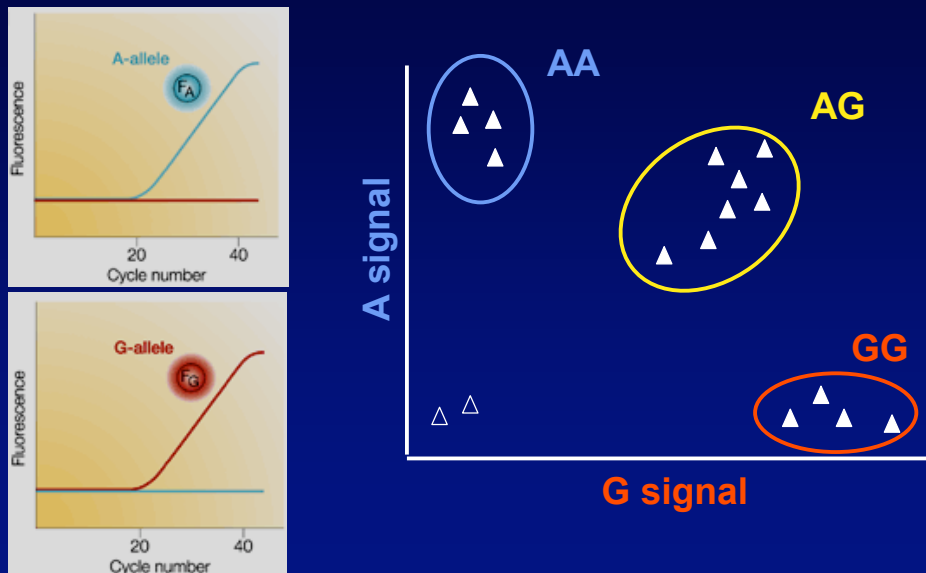 A-allele
FA
Fluorescence
20 40
Cycle number
G-allele
FG
Fluorescence
20 40
Cycle number
AA
AG
A signal
GG
G signal